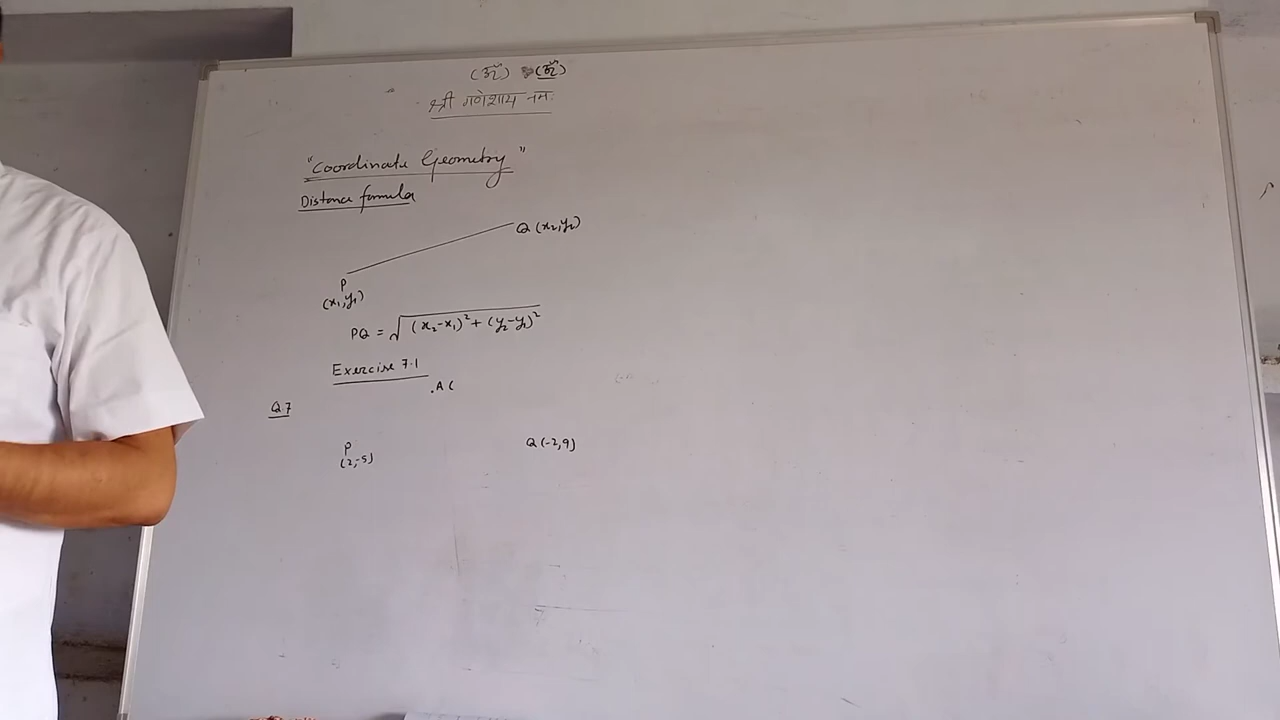 (ॐ) (ॐ)
श्री गणेशाय नमः
"Coordinate Geometry"
Distance formula
Q (x₂,y₂)
P
(x₁,y₁)
PQ = √(x₂-x₁)² + (y₂-y₁)²
Exercise 7.1
.A(
Q.7
P Q(-2,9)
(2,-5)